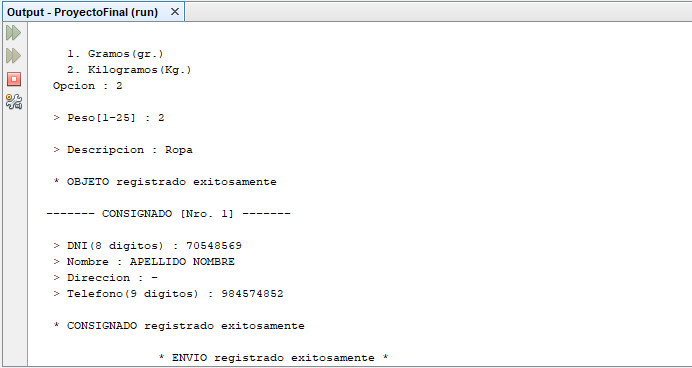 Output - ProyectoFinal (run) ×
1. Gramos(gr.)
2. Kilogramos(Kg.)
Opcion : 2
> Peso[1-25] : 2
> Descripcion : Ropa
* OBJETO registrado exitosamente
------- CONSIGNADO [Nro. 1] -------
> DNI(8 digitos) : 70548569
> Nombre : APELLIDO NOMBRE
> Direccion : -
> Telefono(9 digitos) : 984574852
* CONSIGNADO registrado exitosamente
* ENVIO registrado exitosamente *